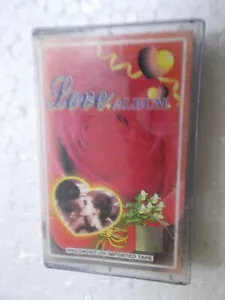 Love ALBUM
RECORDED ON IMPORTED TAPE